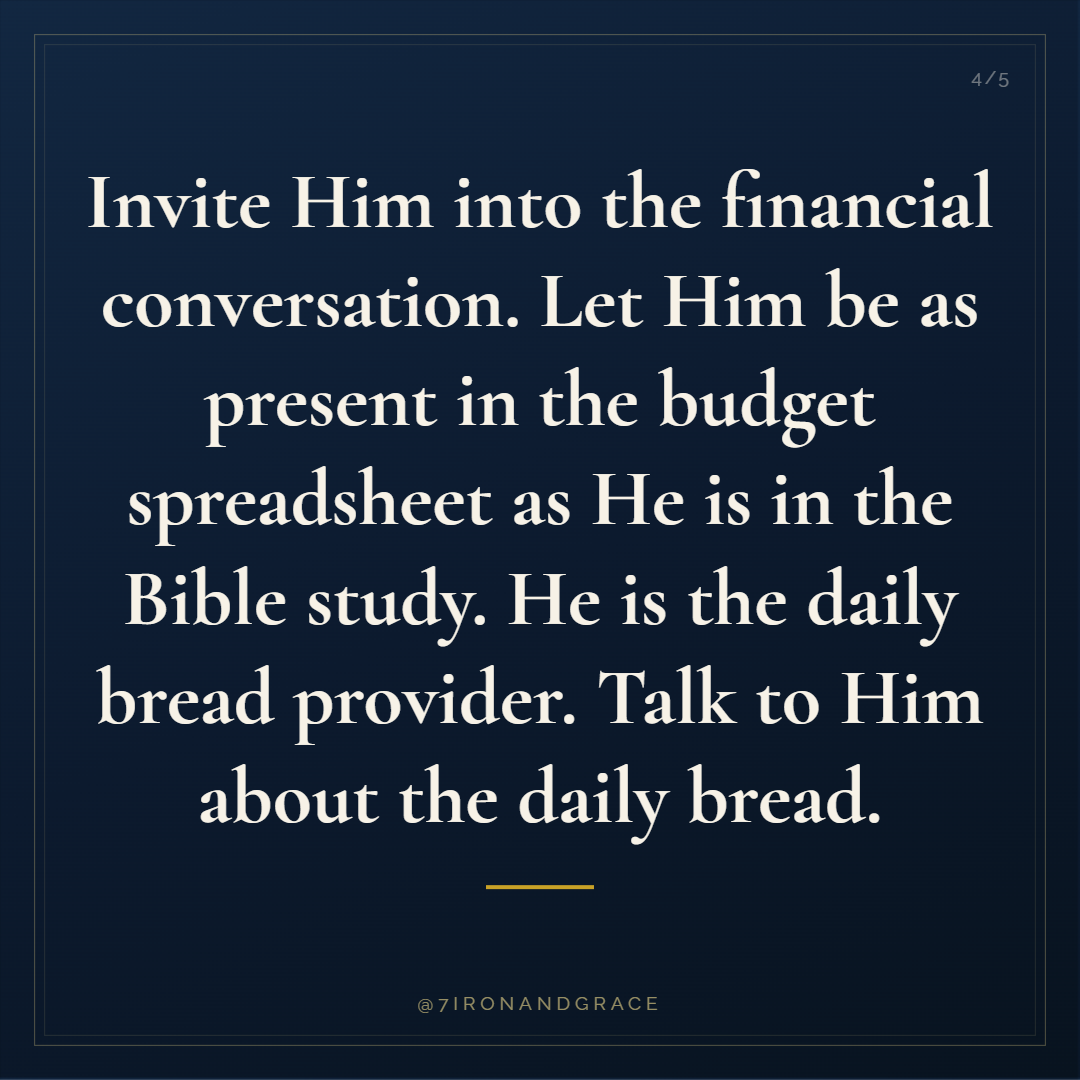 4/5
Invite Him into the financial
conversation. Let Him be as
present in the budget
spreadsheet as He is in the
Bible study. He is the daily
bread provider. Talk to Him
about the daily bread.
@7IRONANDGRACE